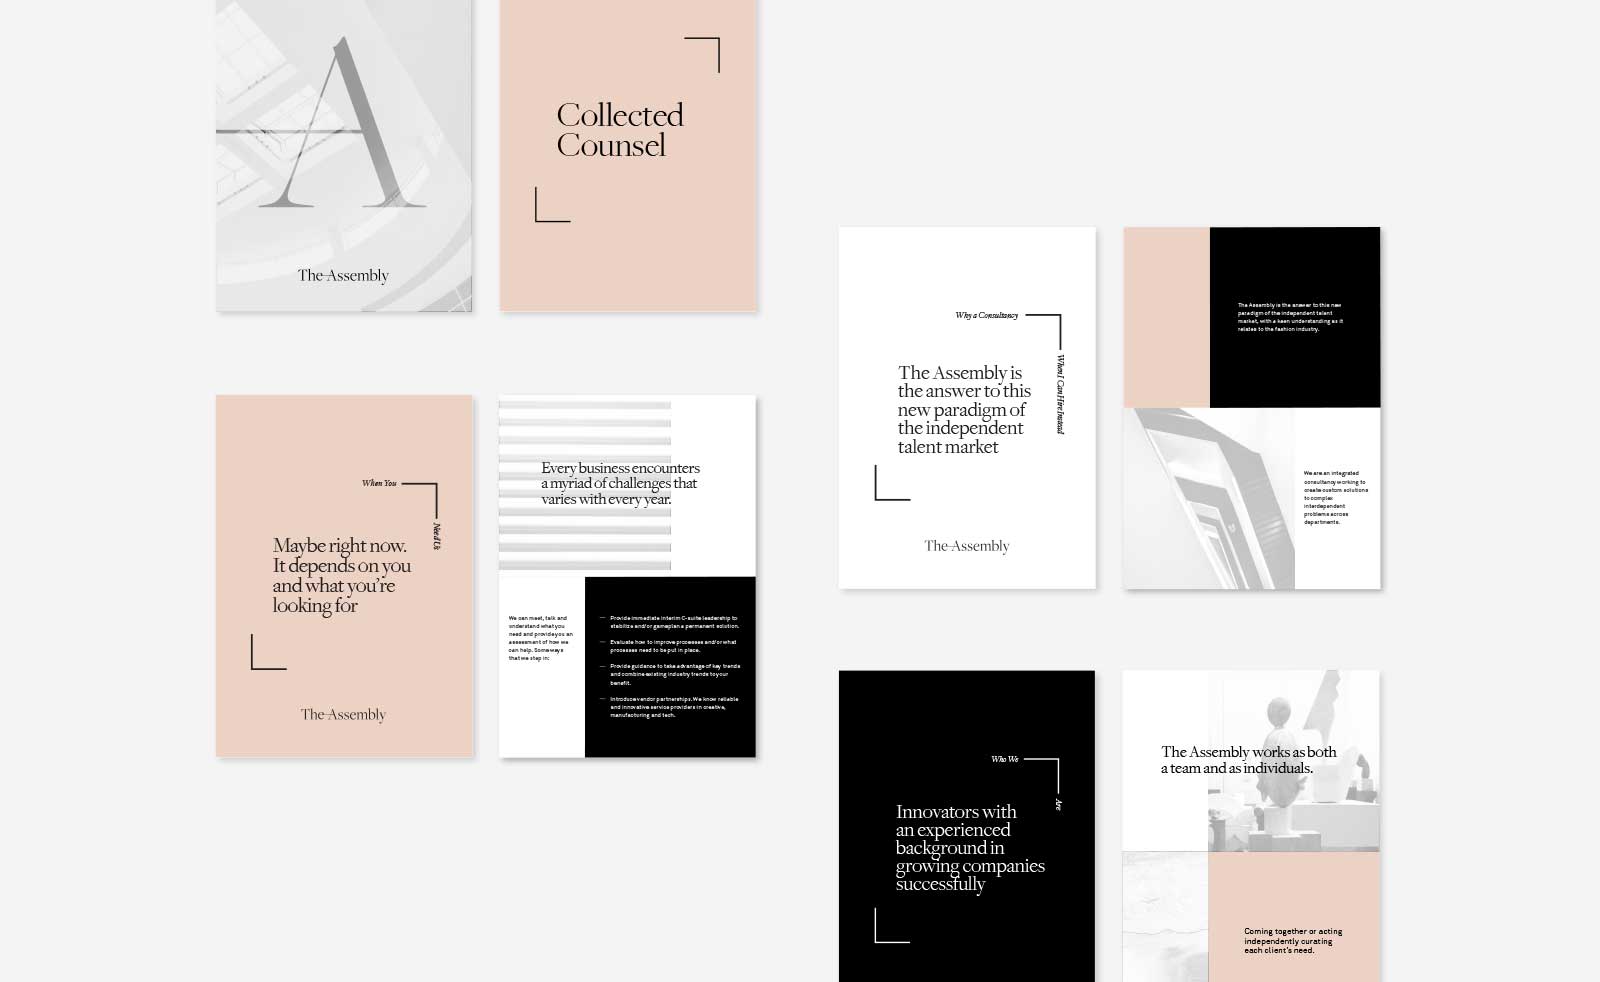 A
The Assembly
Collected
Counsel
When You
Need Us
Maybe right now.
It depends on you
and what you're
looking for
The Assembly
Every business encounters
a myriad of challenges that
varies with every year.
We can meet, talk and
understand what you
need and provide you an
assessment of how we
can help. Some ways
that we step in:
— Provide immediate interim C-suite leadership to
stabilize and/or gameplan a permanent solution.
— Evaluate how to improve processes and/or what
processes need to be put in place.
— Provide guidance to take advantage of key trends
and combine existing industry trends to your
benefit.
— Introduce vendor partnerships. We know reliable
and innovative service providers in creative,
manufacturing and tech.
Why a Consultancy
When I Can Hire Instead
The Assembly is
the answer to this
new paradigm of
the independent
talent market
The Assembly
The Assembly is the answer to this new
paradigm of the independent talent
market, with a keen understanding as it
relates to the fashion industry.
We are an integrated
consultancy working to
create custom solutions
to complex
interdependent
problems across
departments.
Who We
Are
Innovators with
an experienced
background in
growing companies
successfully
The Assembly works as both
a team and as individuals.
Coming together or acting
independently curating
each client's need.